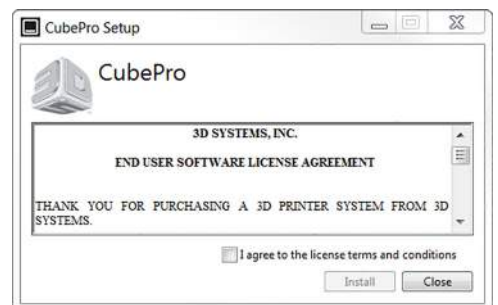 CubePro Setup
CubePro
3D SYSTEMS, INC.
END USER SOFTWARE LICENSE AGREEMENT
THANK YOU FOR PURCHASING A 3D PRINTER SYSTEM FROM 3D
SYSTEMS.
I agree to the license terms and conditions
Install
Close